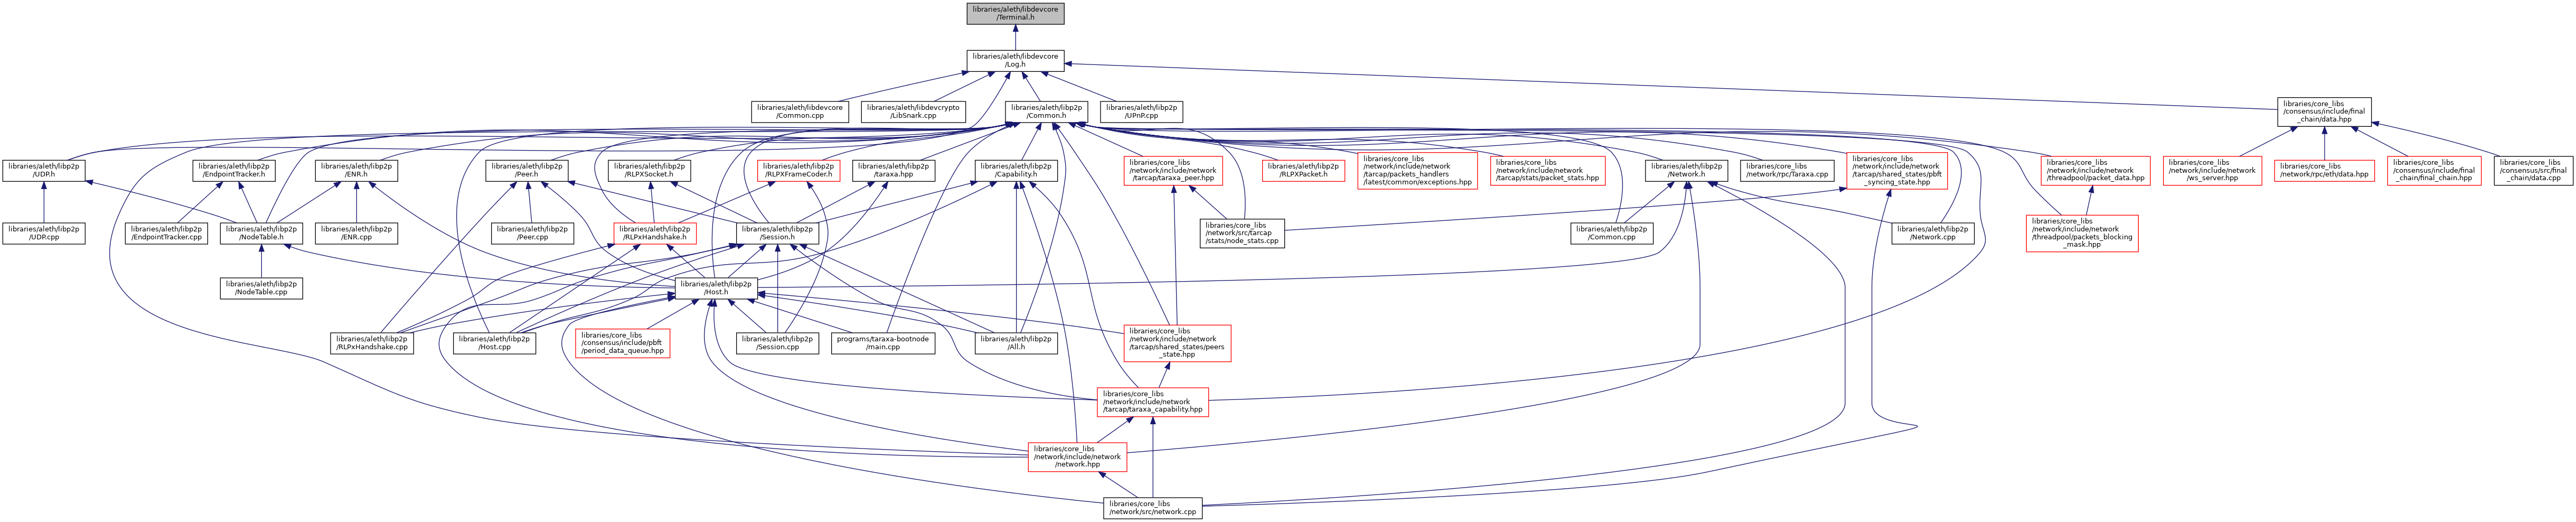 libraries/aleth/libdevcore
/Terminal.h
libraries/aleth/libdevcore
/Log.h
libraries/aleth/libdevcore
/Common.cpp
libraries/aleth/libdevcrypto
/LibSnark.cpp
libraries/aleth/libp2p
/Common.h
libraries/aleth/libp2p
/UPnP.cpp
libraries/core_libs
/consensus/include/final
_chain/data.hpp
libraries/aleth/libp2p
/UDP.h
libraries/aleth/libp2p
/EndpointTracker.h
libraries/aleth/libp2p
/ENR.h
libraries/aleth/libp2p
/Peer.h
libraries/aleth/libp2p
/RLPXSocket.h
libraries/aleth/libp2p
/RLPXFrameCoder.h
libraries/aleth/libp2p
/taraxa.hpp
libraries/aleth/libp2p
/Capability.h
libraries/core_libs
/network/include/network
/tarcap/taraxa_peer.hpp
libraries/aleth/libp2p
/RLPXPacket.h
libraries/core_libs
/network/include/network
/tarcap/packets_handlers
/latest/common/exceptions.hpp
libraries/core_libs
/network/include/network
/tarcap/stats/packet_stats.hpp
libraries/aleth/libp2p
/Network.h
libraries/core_libs
/network/rpc/Taraxa.cpp
libraries/core_libs
/network/include/network
/tarcap/shared_states/pbft
_syncing_state.hpp
libraries/core_libs
/network/include/network
/threadpool/packet_data.hpp
libraries/core_libs
/network/include/network
/ws_server.hpp
libraries/core_libs
/network/rpc/eth/data.hpp
libraries/core_libs
/consensus/include/final
_chain/final_chain.hpp
libraries/core_libs
/consensus/src/final
_chain/data.cpp
libraries/aleth/libp2p
/UDP.cpp
libraries/aleth/libp2p
/EndpointTracker.cpp
libraries/aleth/libp2p
/NodeTable.h
libraries/aleth/libp2p
/ENR.cpp
libraries/aleth/libp2p
/Peer.cpp
libraries/aleth/libp2p
/RLPxHandshake.h
libraries/aleth/libp2p
/Session.h
libraries/core_libs
/network/src/tarcap
/stats/node_stats.cpp
libraries/aleth/libp2p
/Common.cpp
libraries/aleth/libp2p
/Network.cpp
libraries/core_libs
/network/include/network
/threadpool/packets_blocking
_mask.hpp
libraries/aleth/libp2p
/NodeTable.cpp
libraries/aleth/libp2p
/Host.h
libraries/aleth/libp2p
/RLPxHandshake.cpp
libraries/aleth/libp2p
/Host.cpp
libraries/core_libs
/consensus/include/pbft
/period_data_queue.hpp
libraries/aleth/libp2p
/Session.cpp
programs/taraxa-bootnode
/main.cpp
libraries/aleth/libp2p
/All.h
libraries/core_libs
/network/include/network
/tarcap/shared_states/peers
_state.hpp
libraries/core_libs
/network/include/network
/tarcap/taraxa_capability.hpp
libraries/core_libs
/network/include/network
/network.hpp
libraries/core_libs
/network/src/network.cpp